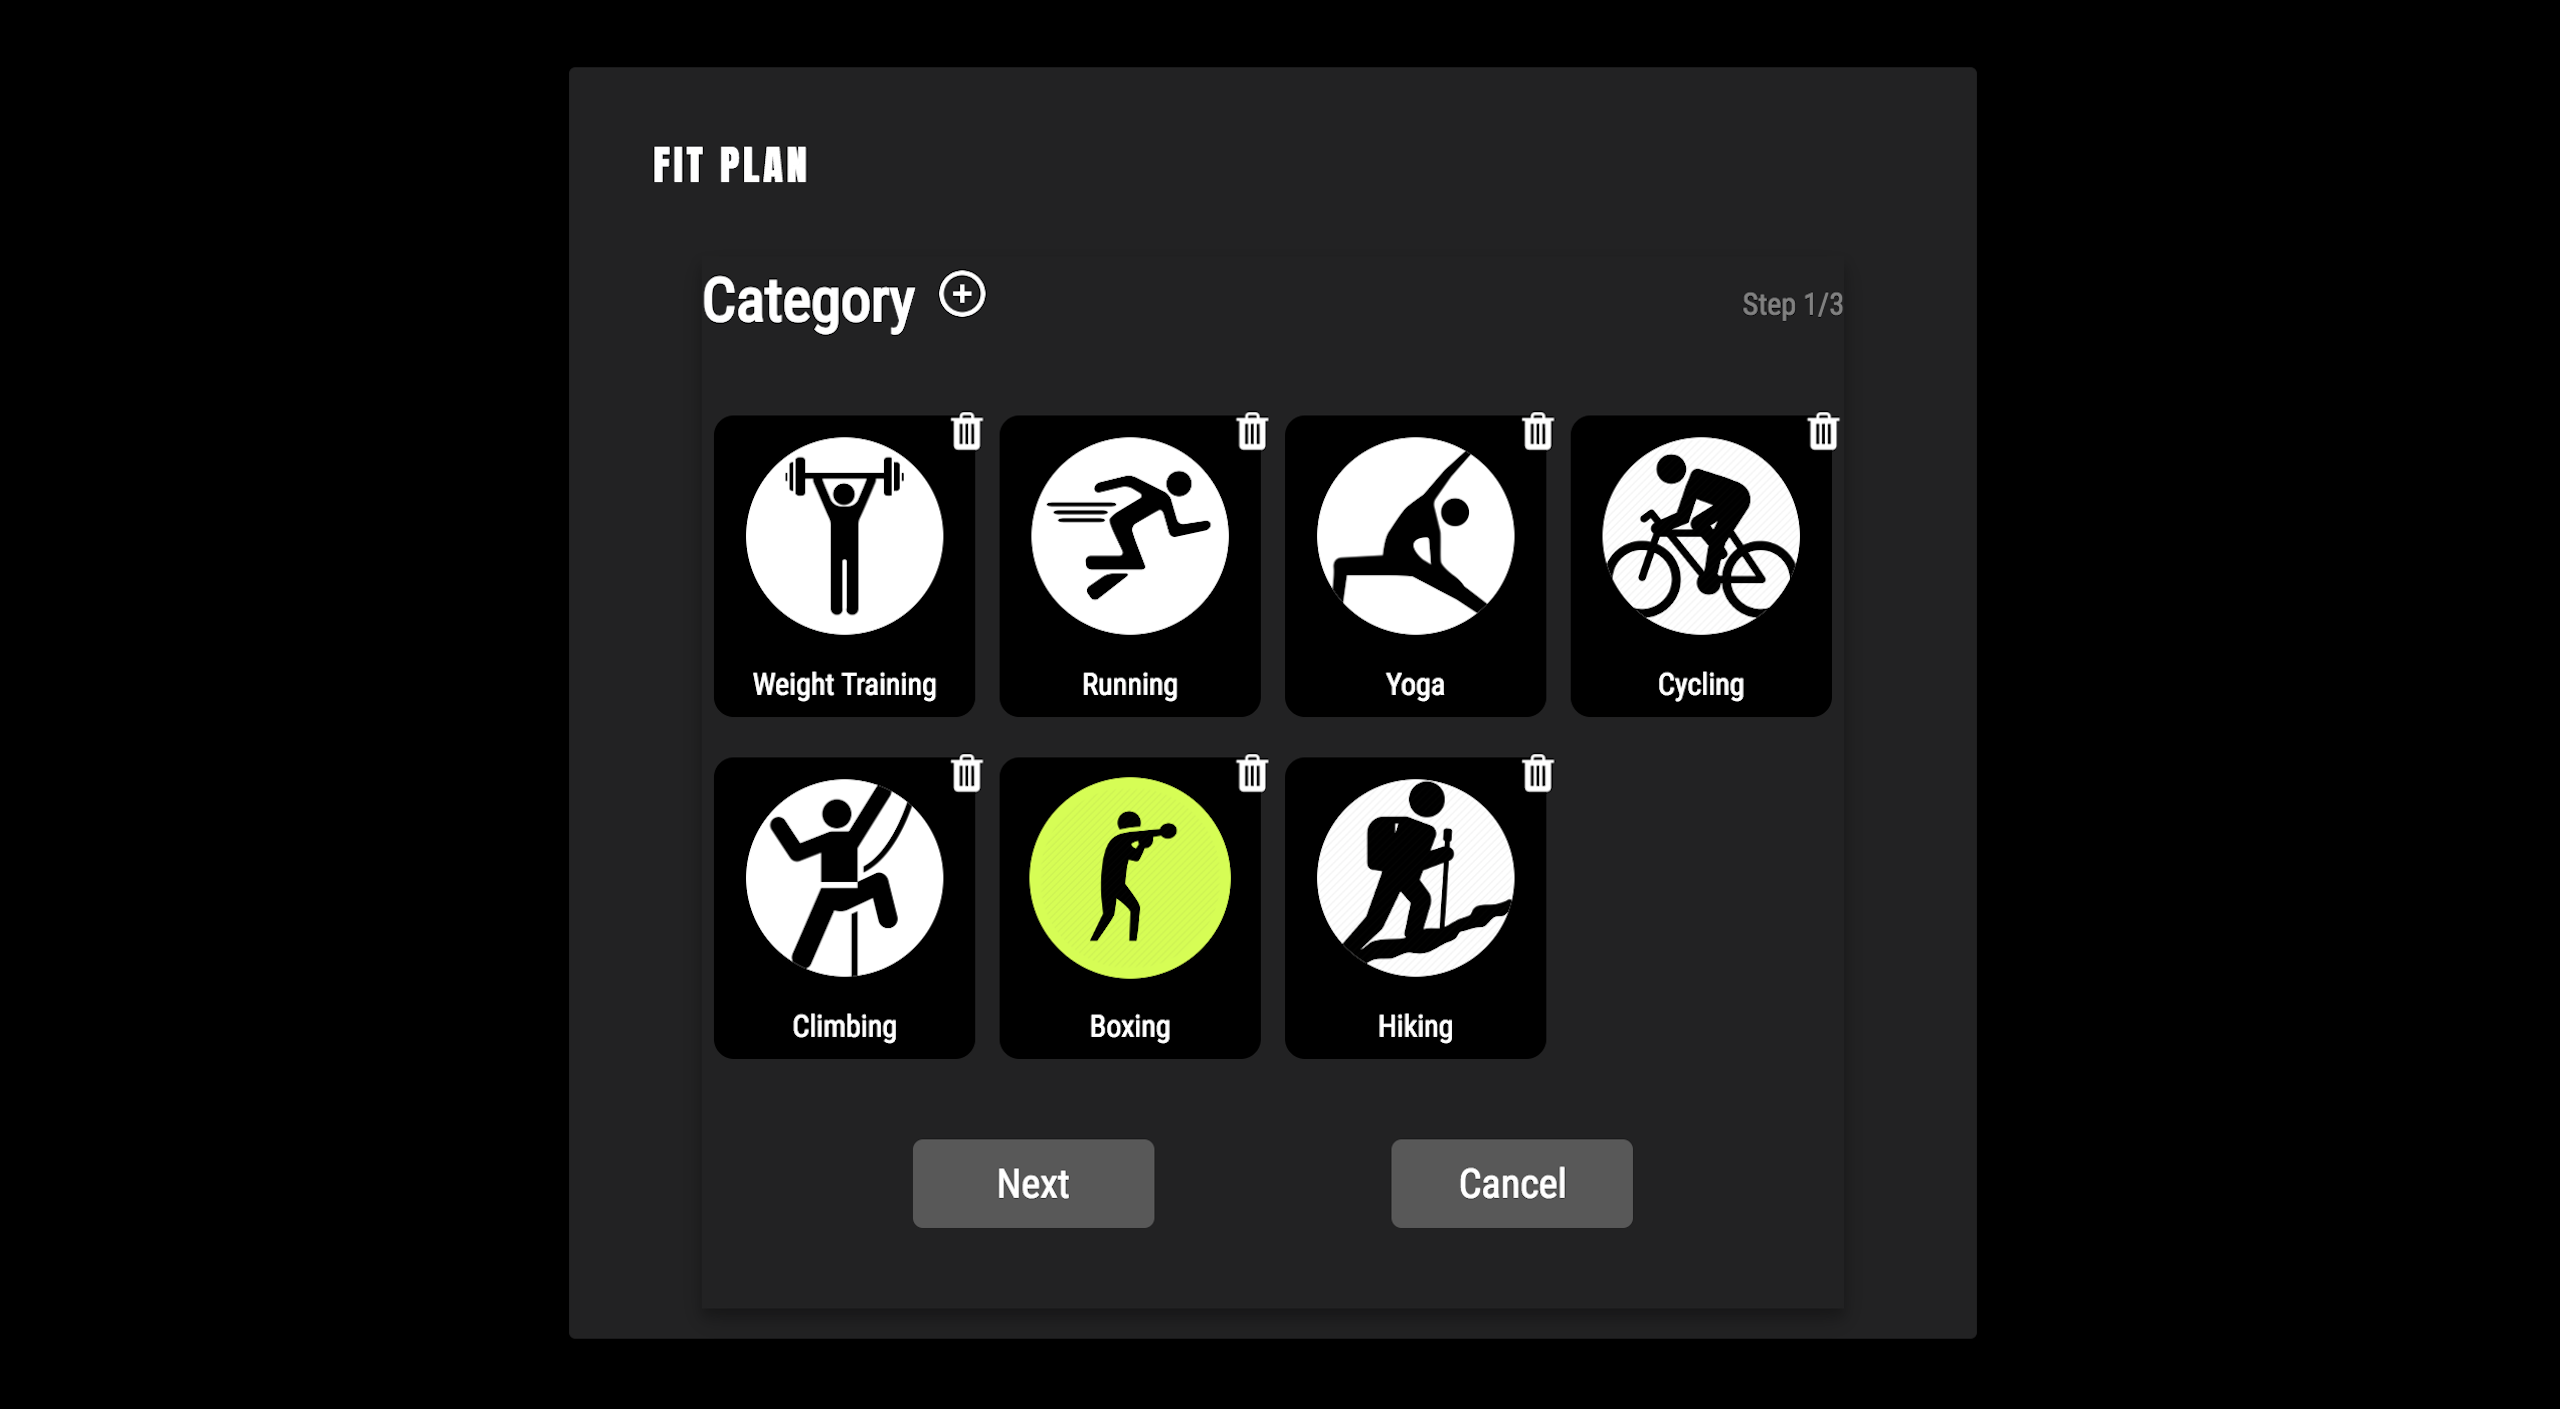 FIT PLAN
Category
Step 1/3
Weight Training
Running
Yoga
Cycling
Climbing
Boxing
Hiking
Next
Cancel